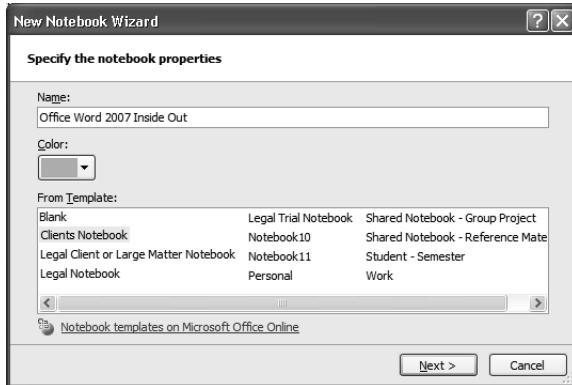 New Notebook Wizard
Specify the notebook properties
Name:
Office Word 2007 Inside Out
Color:
From Template:
Blank
Clients Notebook
Legal Client or Large Matter Notebook
Legal Notebook
Legal Trial Notebook
Notebook10
Notebook11
Personal
Shared Notebook - Group Project
Shared Notebook - Reference Mate
Student - Semester
Work
Notebook templates on Microsoft Office Online
Next >
Cancel